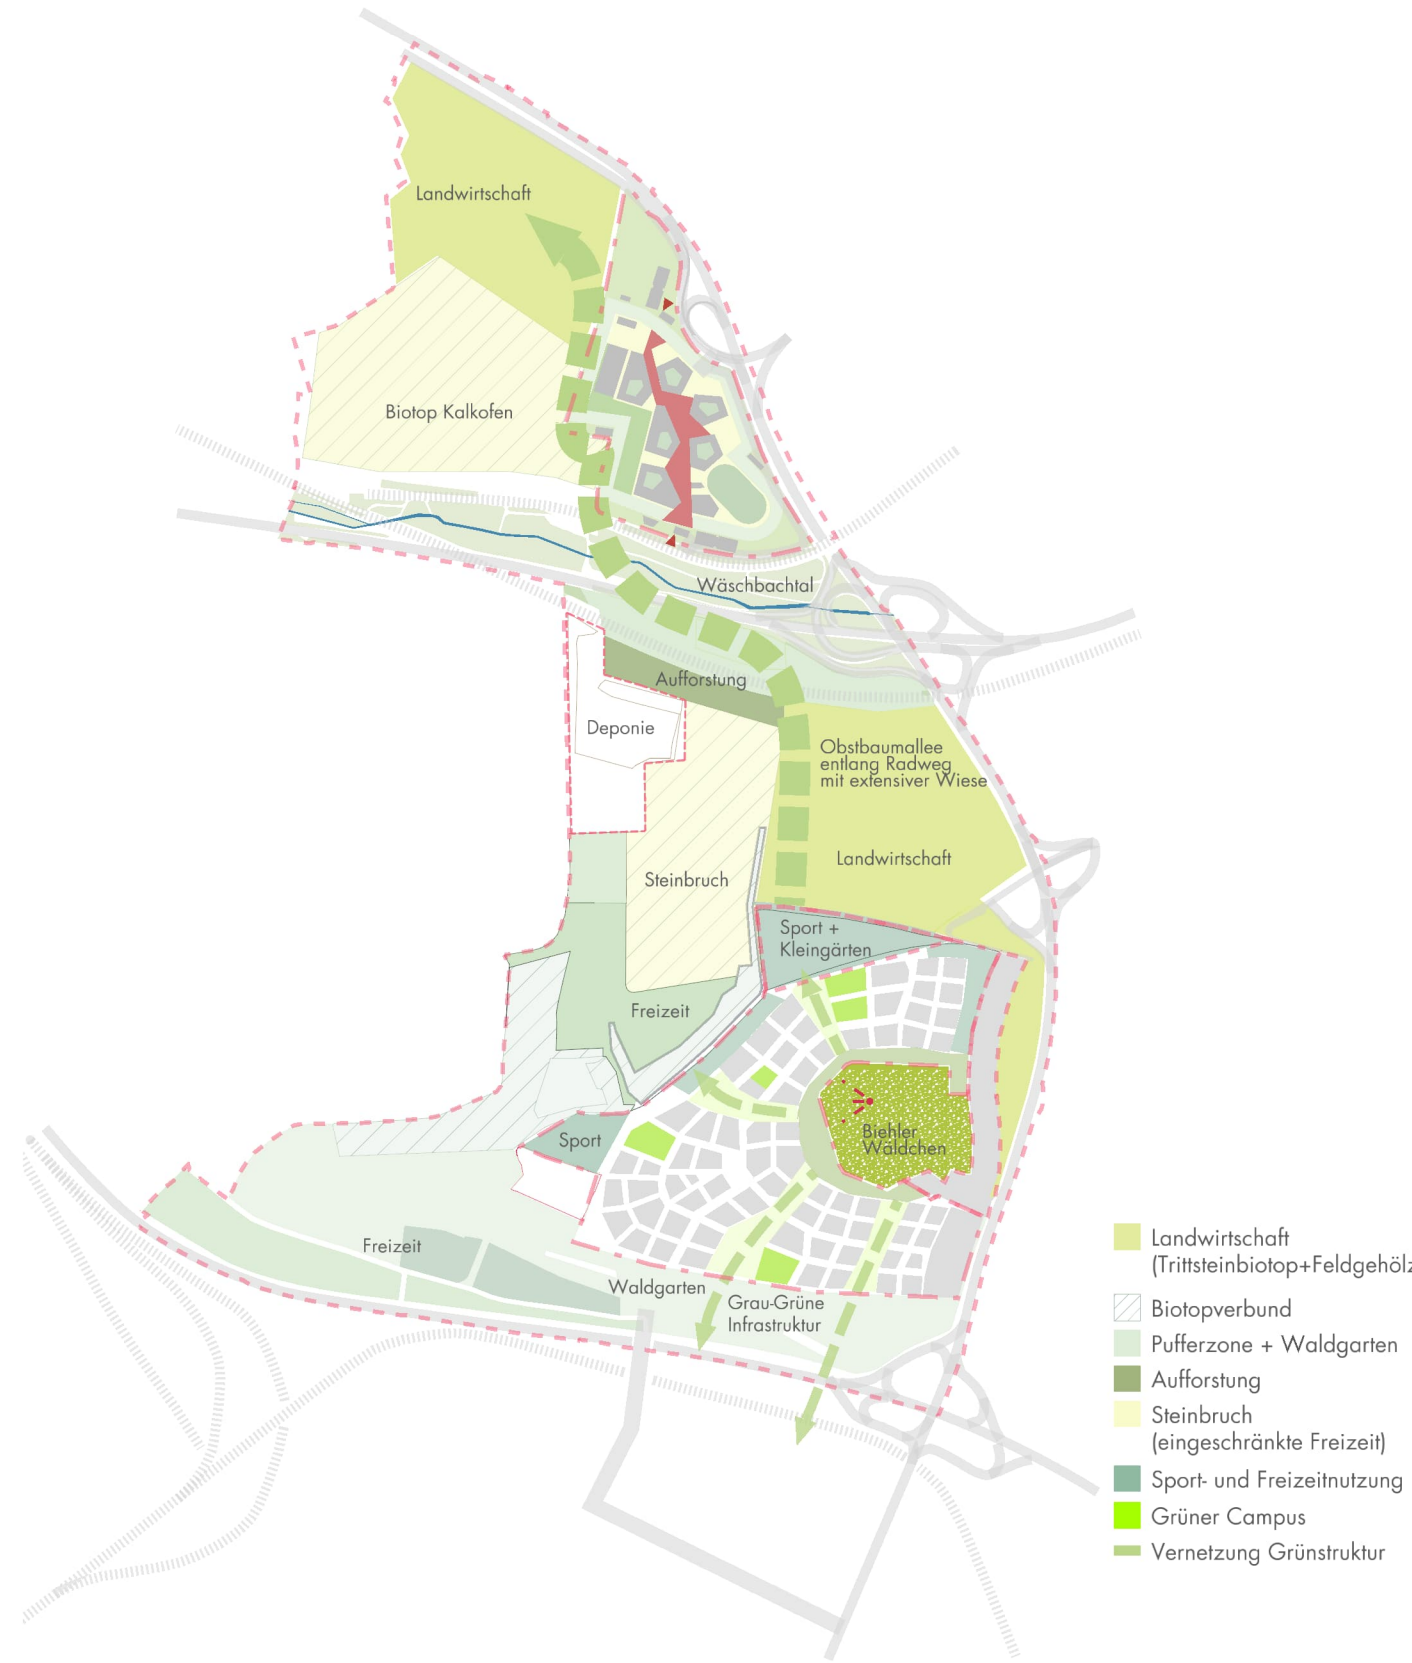 Landwirtschaft
Biotop Kalkofen
Wäschbachtal
Aufforstung
Deponie
Obstbaumallee
entlang Radweg
mit extensiver Wiese
Landwirtschaft
Steinbruch
Sport +
Kleingärten
Freizeit
Biehler
Wäldchen
Sport
Freizeit
Waldgarten
Grau-Grüne
Infrastruktur
Landwirtschaft
(Trittsteinbiotop+Feldgehölz
Biotopverbund
Pufferzone + Waldgarten
Aufforstung
Steinbruch
(eingeschränkte Freizeit)
Sport- und Freizeitnutzung
Grüner Campus
Vernetzung Grünstruktur